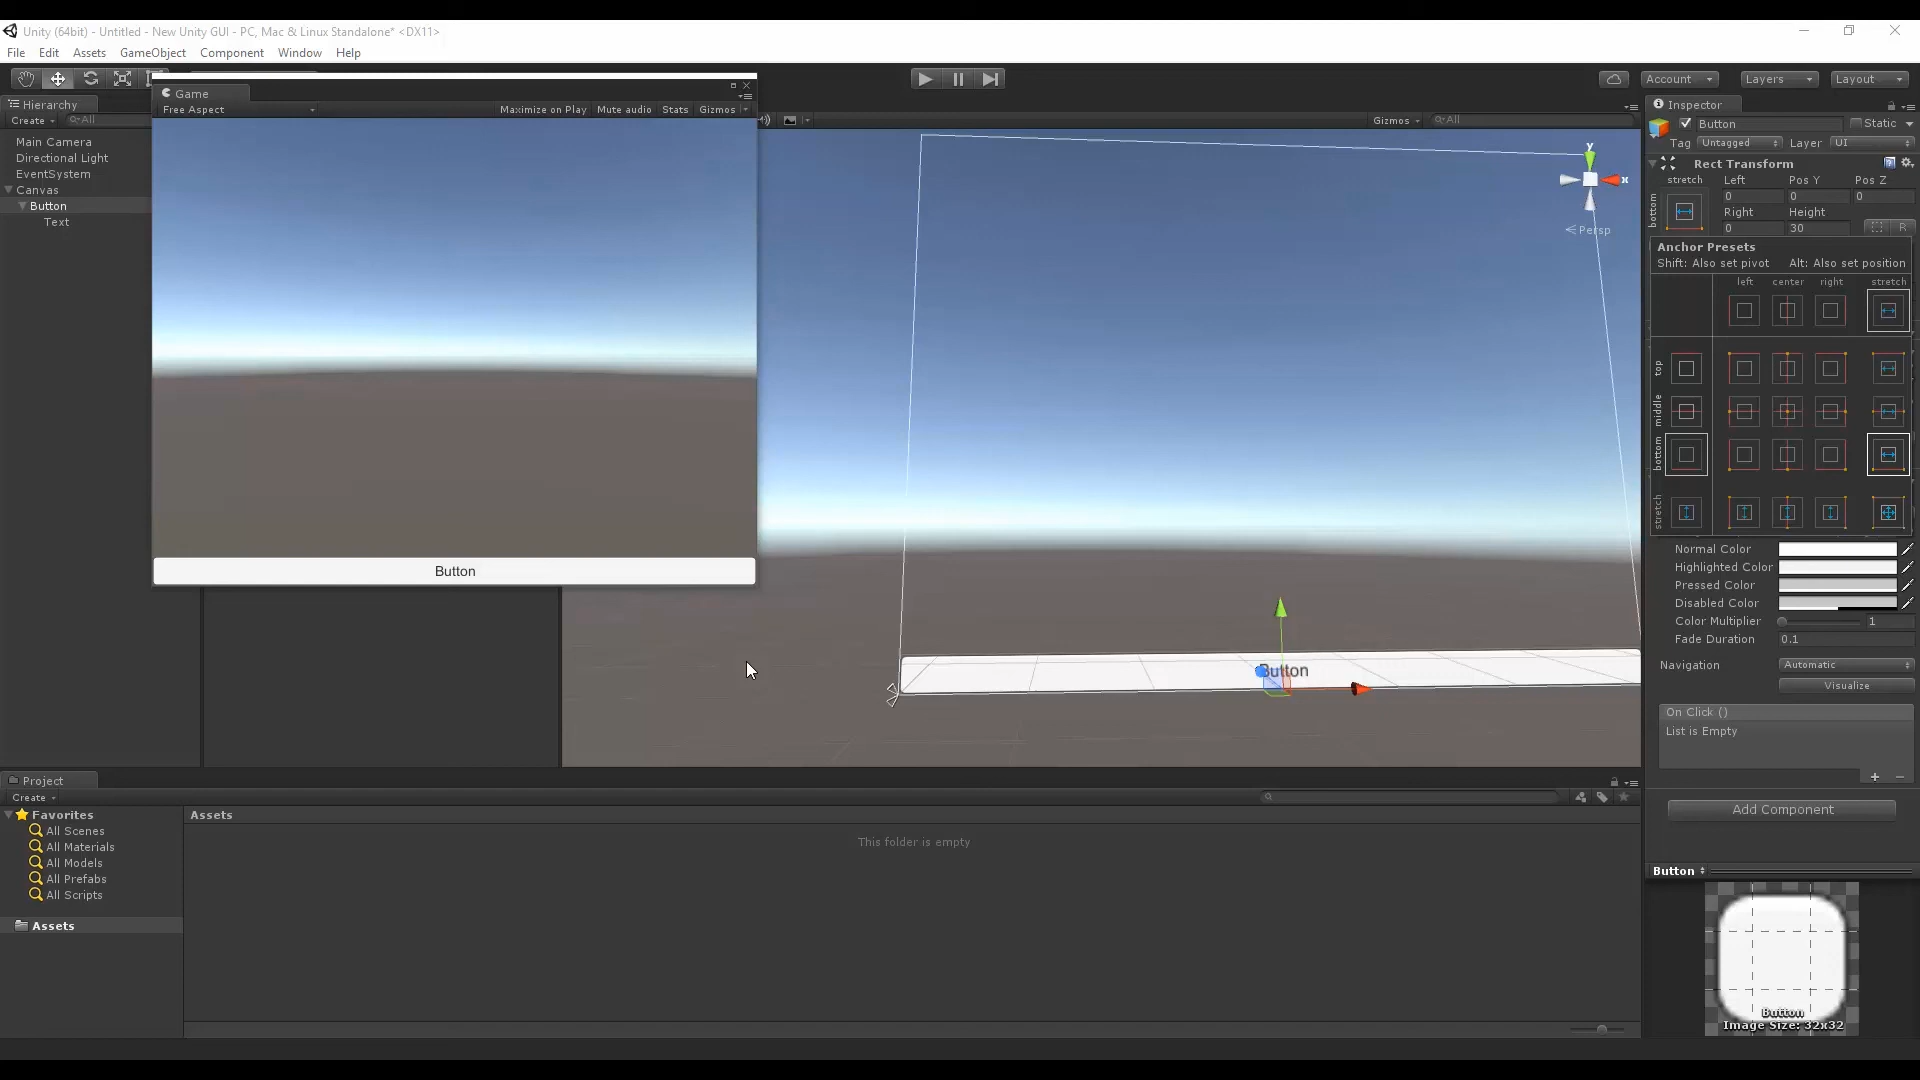 Unity (64bit) - Untitled - New Unity GUI - PC, Mac & Linux Standalone* <DX11>
File Edit Assets GameObject Component Window Help
Account Layers Layout
Hierarchy
Create All
Main Camera
Directional Light
EventSystem
Canvas
Button
Text
Game
Free Aspect Maximize on Play Mute audio Stats Gizmos
Button
Gizmos All
y
x
Persp
Button
Inspector
Button Static
Tag Untagged Layer UI
Rect Transform
stretch Left Pos Y Pos Z
bottom
0 0 0
Right Height
0 30 R
Anchor Presets
Shift: Also set pivot Alt: Also set position
left center right stretch
top
middle
bottom
stretch
Normal Color
Highlighted Color
Pressed Color
Disabled Color
Color Multiplier 1
Fade Duration 0.1
Navigation Automatic
Visualize
On Click ()
List is Empty
+ −
Add Component
Button
Button
Image Size: 32x32
Project
Create
Favorites
All Scenes
All Materials
All Models
All Prefabs
All Scripts
Assets
Assets
This folder is empty